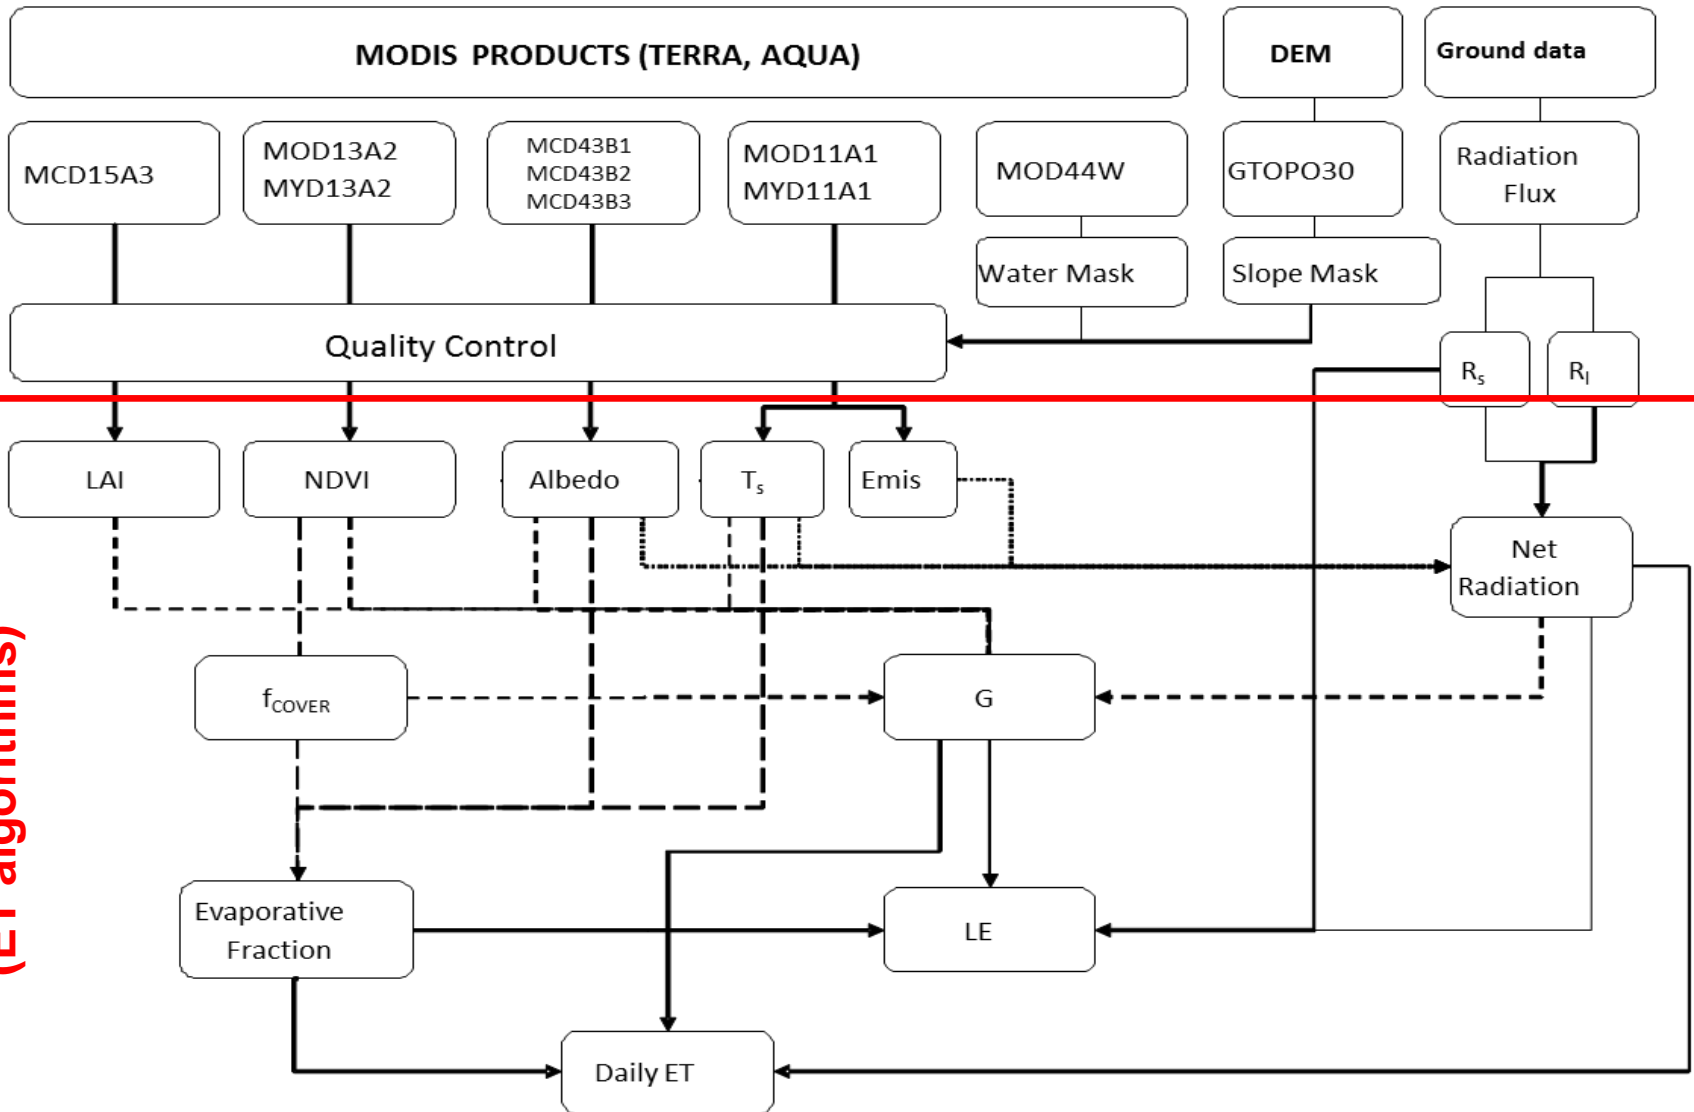 MODIS PRODUCTS (TERRA, AQUA)
DEM
Ground data
MCD15A3
MOD13A2
MYD13A2
MCD43B1
MCD43B2
MCD43B3
MOD11A1
MYD11A1
MOD44W
GTOPO30
Radiation
Flux
Water Mask
Slope Mask
Quality Control
Rs
Rl
LAI
NDVI
Albedo
Ts
Emis
Net
Radiation
fCOVER
G
Evaporative
Fraction
LE
Daily ET
(ET algorithms)